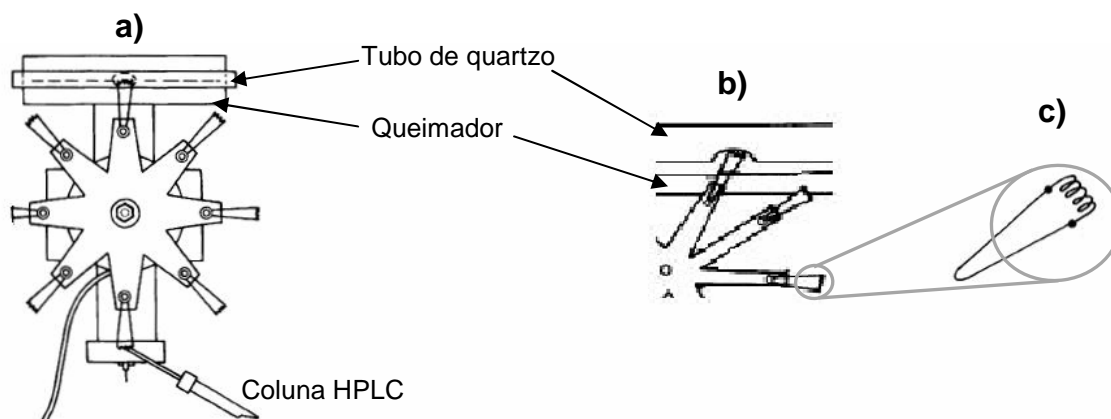 a)
Tubo de quartzo
b)
Queimador
c)
Coluna HPLC